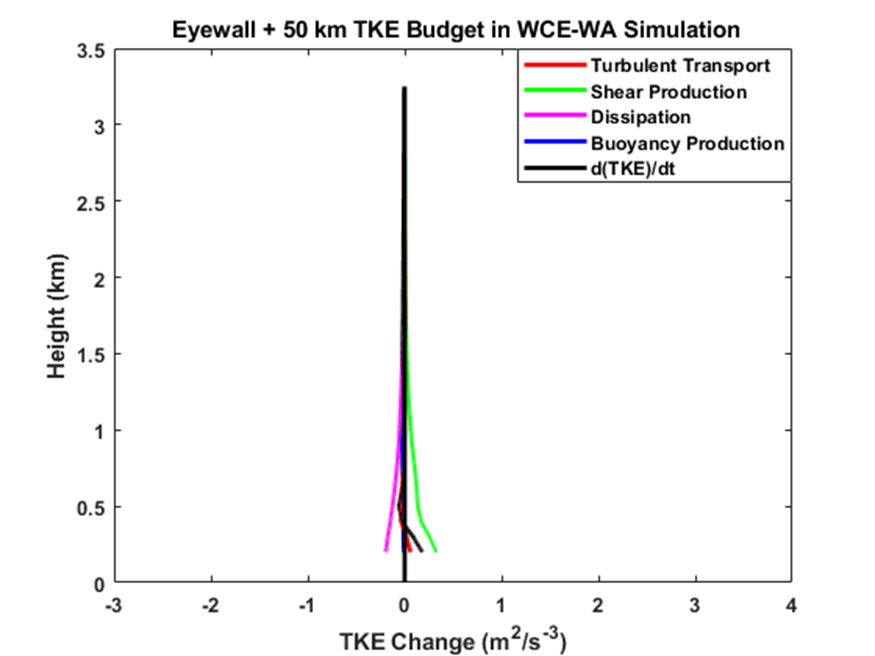 Eyewall + 50 km TKE Budget in WCE-WA Simulation
3.5
3
2.5
2
1.5
1
0.5
0
Height (km)
Turbulent Transport
Shear Production
Dissipation
Buoyancy Production
d(TKE)/dt
-3 -2 -1 0 1 2 3 4
TKE Change (m²/s⁻³)